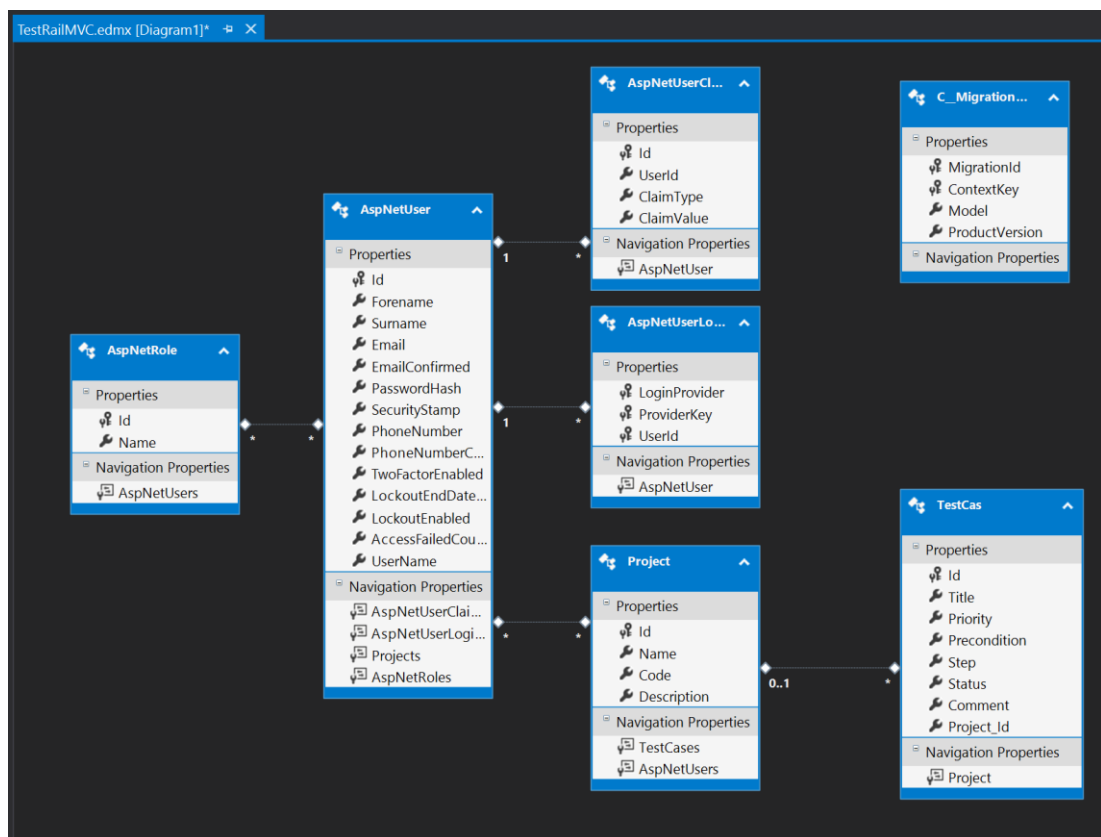 TestRailMVC.edmx [Diagram1]*
AspNetUserCl...
Properties
Id
UserId
ClaimType
ClaimValue
Navigation Properties
AspNetUser
C__Migration...
Properties
MigrationId
ContextKey
Model
ProductVersion
Navigation Properties
AspNetUser
Properties
Id
Forename
Surname
Email
EmailConfirmed
PasswordHash
SecurityStamp
PhoneNumber
PhoneNumberC...
TwoFactorEnabled
LockoutEndDate...
LockoutEnabled
AccessFailedCou...
UserName
Navigation Properties
AspNetUserClai...
AspNetUserLogi...
Projects
AspNetRoles
1 *
AspNetUserLo...
Properties
LoginProvider
ProviderKey
UserId
Navigation Properties
AspNetUser
1 *
AspNetRole
Properties
Id
Name
Navigation Properties
AspNetUsers
* *
Project
Properties
Id
Name
Code
Description
Navigation Properties
TestCases
AspNetUsers
* *
TestCas
Properties
Id
Title
Priority
Precondition
Step
Status
Comment
Project_Id
Navigation Properties
Project
0..1 *